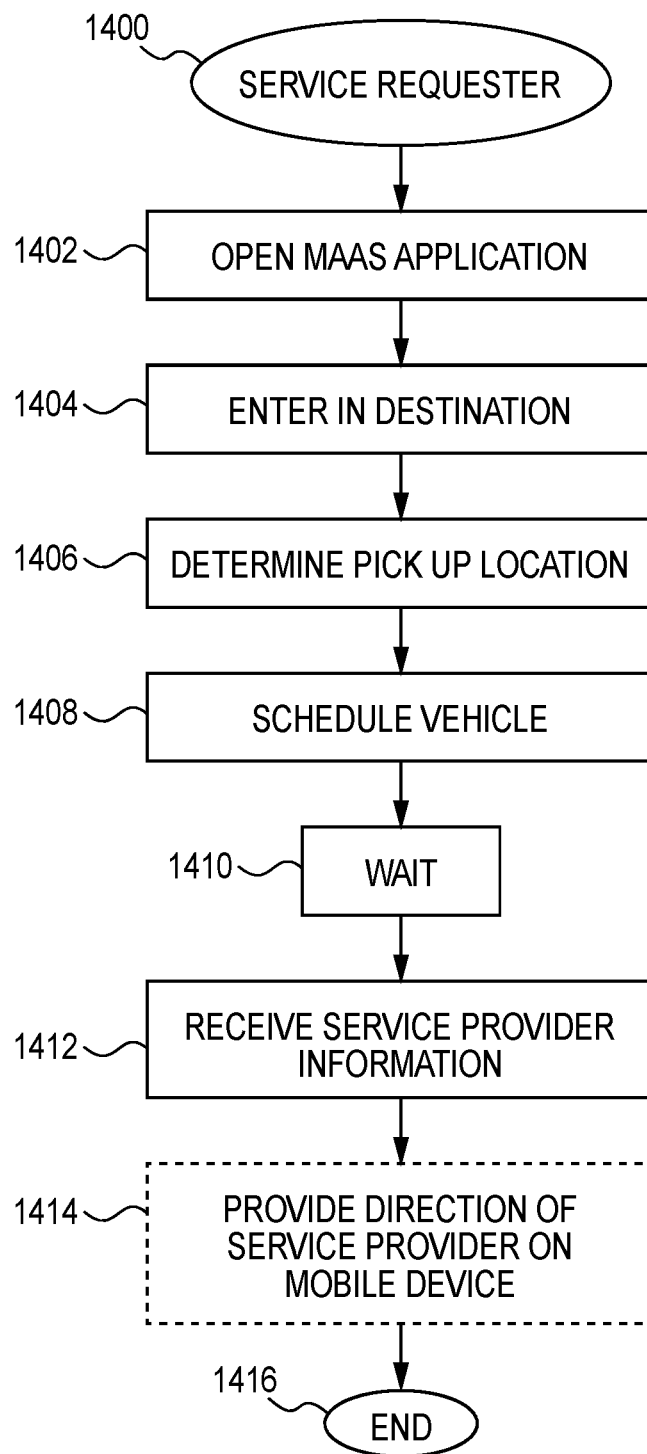 1400
SERVICE REQUESTER
1402
OPEN MAAS APPLICATION
1404
ENTER IN DESTINATION
1406
DETERMINE PICK UP LOCATION
1408
SCHEDULE VEHICLE
1410
WAIT
1412
RECEIVE SERVICE PROVIDER
INFORMATION
1414
PROVIDE DIRECTION OF
SERVICE PROVIDER ON
MOBILE DEVICE
1416
END